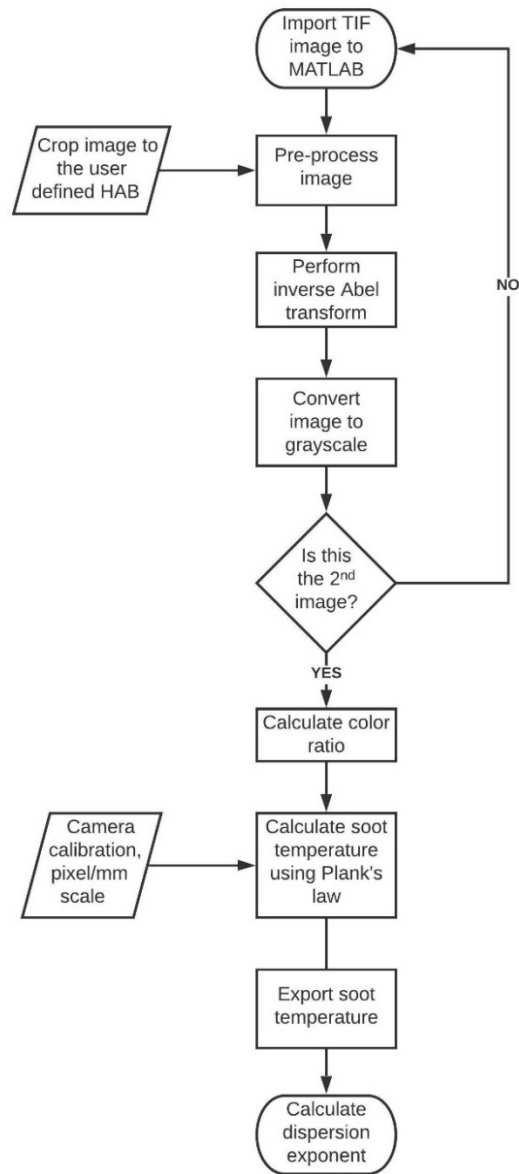 Import TIF
image to
MATLAB
Crop image to
the user
defined HAB
Pre-process
image
Perform
inverse Abel
transform
NO
Convert
image to
grayscale
Is this
the 2nd
image?
YES
Calculate color
ratio
Camera
calibration,
pixel/mm
scale
Calculate soot
temperature
using Plank's
law
Export soot
temperature
Calculate
dispersion
exponent